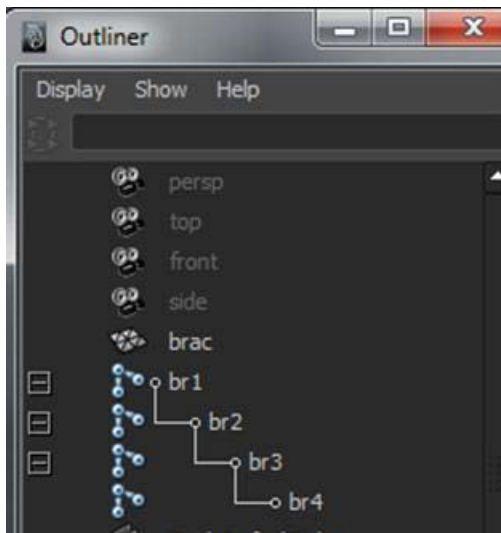 Outliner
Display Show Help
persp
top
front
side
brac
br1
br2
br3
br4